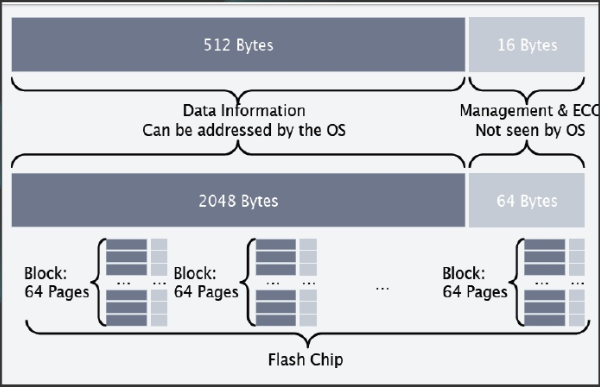 512 Bytes
16 Bytes
Data Information
Can be addressed by the OS
Management & ECC
Not seen by OS
2048 Bytes
64 Bytes
...
...
...
...
...
...
Block:
64 Pages
Block:
64 Pages
...
Block:
64 Pages
Flash Chip